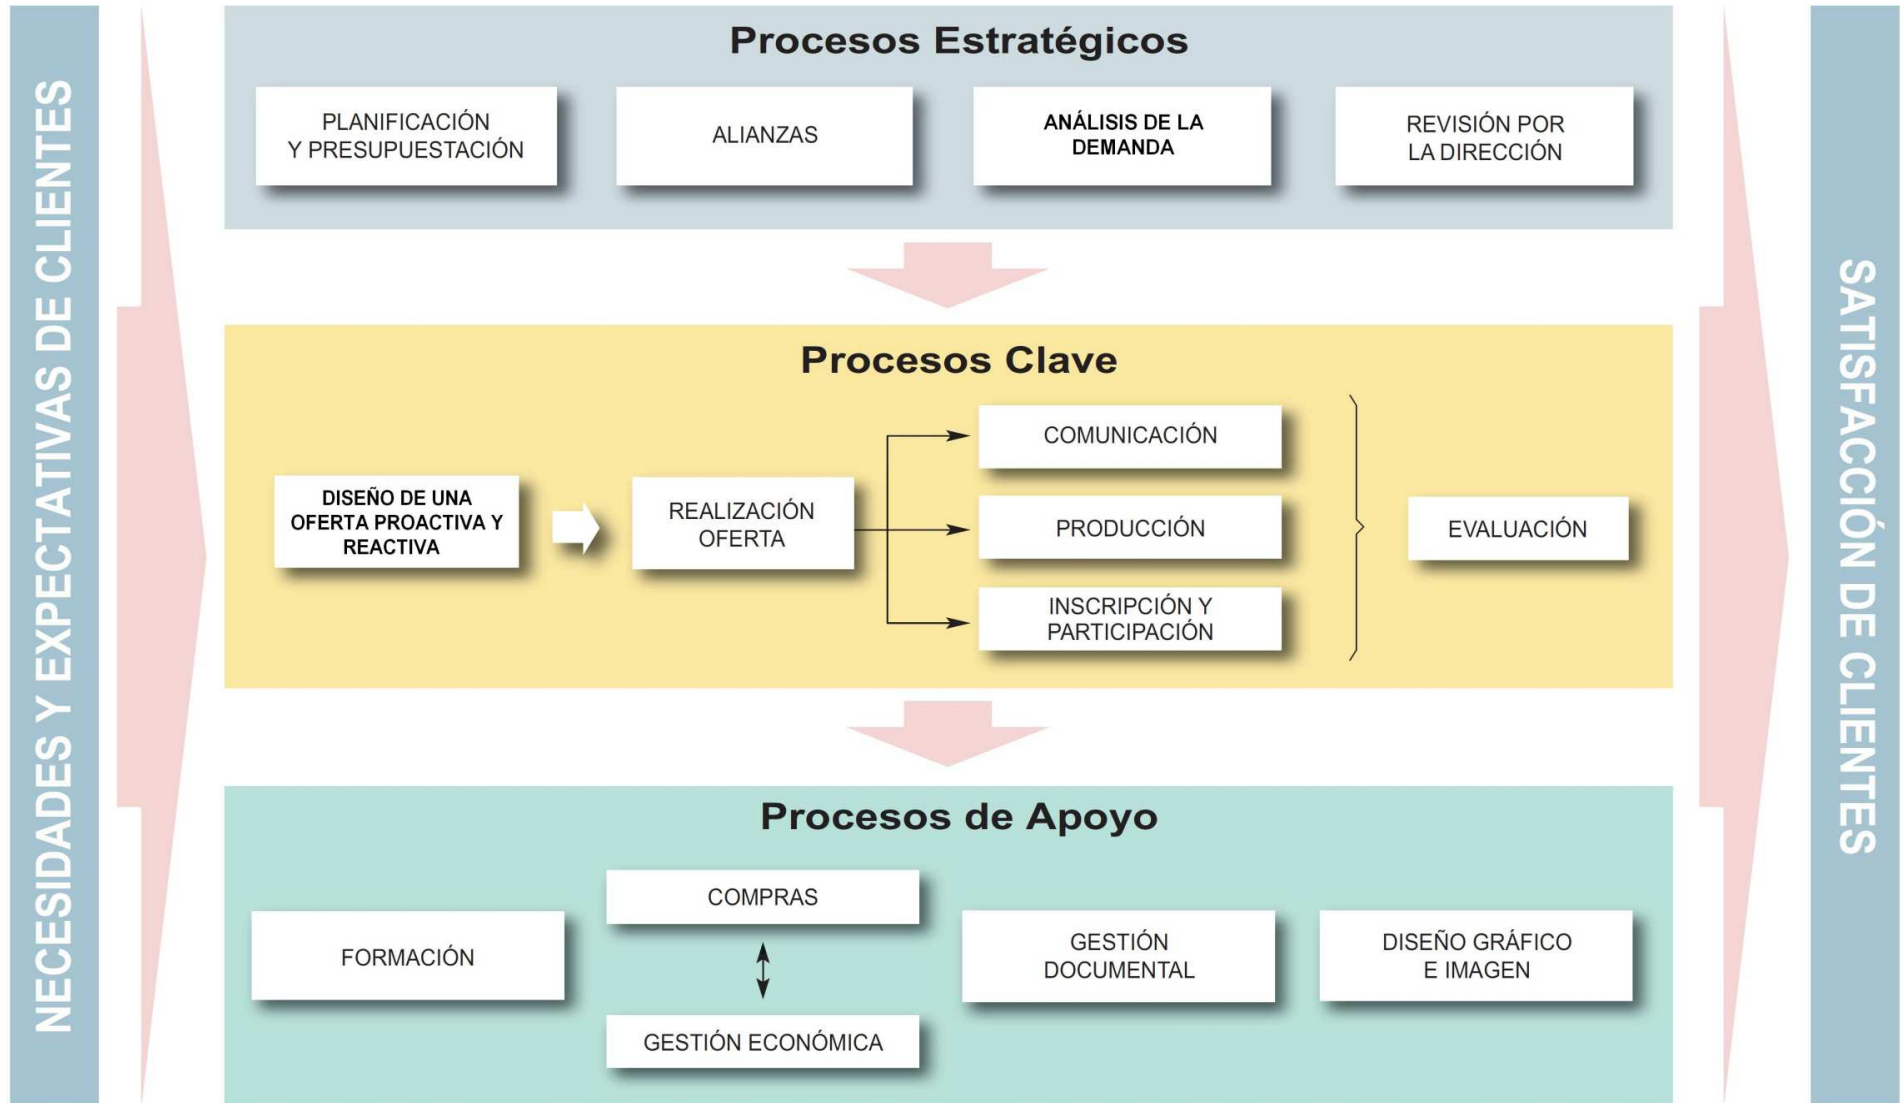 NECESIDADES Y EXPECTATIVAS DE CLIENTES
Procesos Estratégicos
PLANIFICACIÓN
Y PRESUPUESTACIÓN
ALIANZAS
ANÁLISIS DE LA
DEMANDA
REVISIÓN POR
LA DIRECCIÓN
Procesos Clave
DISEÑO DE UNA
OFERTA PROACTIVA Y
REACTIVA
REALIZACIÓN
OFERTA
COMUNICACIÓN
PRODUCCIÓN
INSCRIPCIÓN Y
PARTICIPACIÓN
EVALUACIÓN
Procesos de Apoyo
FORMACIÓN
COMPRAS
GESTIÓN ECONÓMICA
GESTIÓN
DOCUMENTAL
DISEÑO GRÁFICO
E IMAGEN
SATISFACCIÓN DE CLIENTES